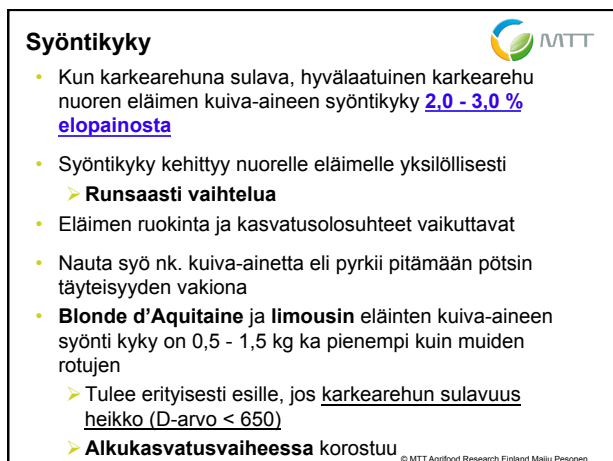 Syöntikyky
MTT
• Kun karkearehuna sulava, hyvälaatuinen karkearehu
nuoren eläimen kuiva-aineen syöntikyky 2,0 - 3,0 %
elopainosta
• Syöntikyky kehittyy nuorelle eläimelle yksilöllisesti
➢ Runsaasti vaihtelua
• Eläimen ruokinta ja kasvatusolosuhteet vaikuttavat
• Nauta syö nk. kuiva-ainetta eli pyrkii pitämään pötsin
täyteisyyden vakiona
• Blonde d'Aquitaine ja limousin eläinten kuiva-aineen
syönti kyky on 0,5 - 1,5 kg ka pienempi kuin muiden
rotujen
➢ Tulee erityisesti esille, jos karkearehun sulavuus
heikko (D-arvo < 650)
➢ Alkukasvatusvaiheessa korostuu
© MTT Agrifood Research Finland Maiju Pesonen